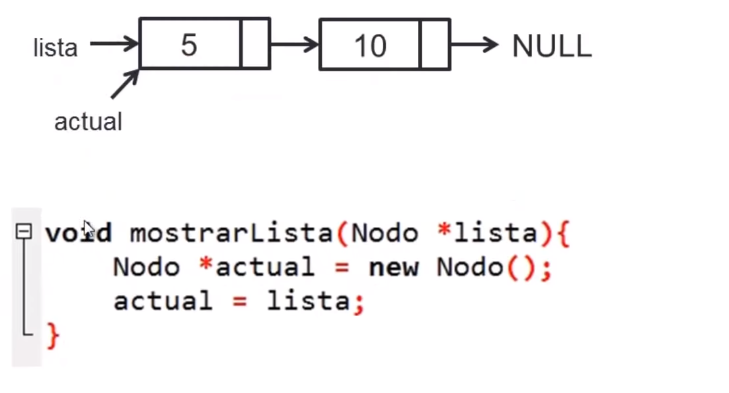 lista 5 10 NULL
actual
void mostrarLista(Nodo *lista){
Nodo *actual = new Nodo();
actual = lista;
}